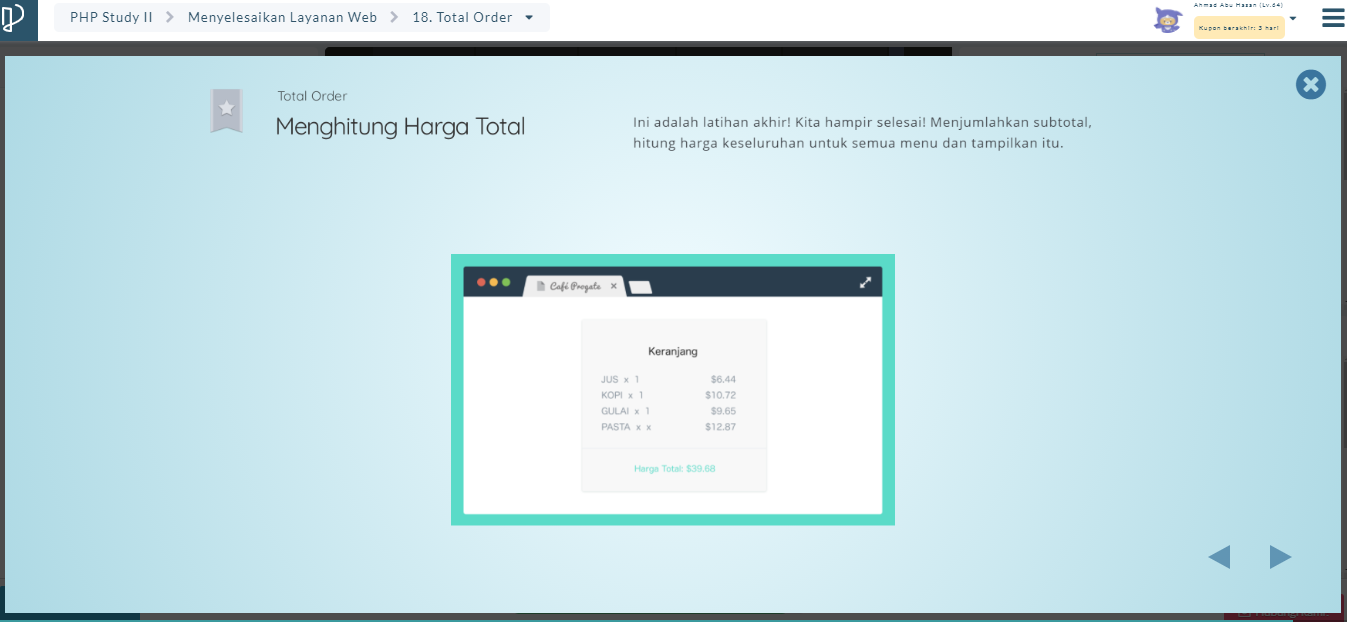 PHP Study II > Menyelesaikan Layanan Web > 18. Total Order
Ahmad Abu Hasan (Lv.64)
Kupon berakhir: 3 hari
Total Order
Menghitung Harga Total
Ini adalah latihan akhir! Kita hampir selesai! Menjumlahkan subtotal,
hitung harga keseluruhan untuk semua menu dan tampilkan itu.
Café Progate
Keranjang
JUS x 1 $6.44
KOPI x 1 $10.72
GULAI x 1 $9.65
PASTA x x $12.87
Harga Total: $39.68